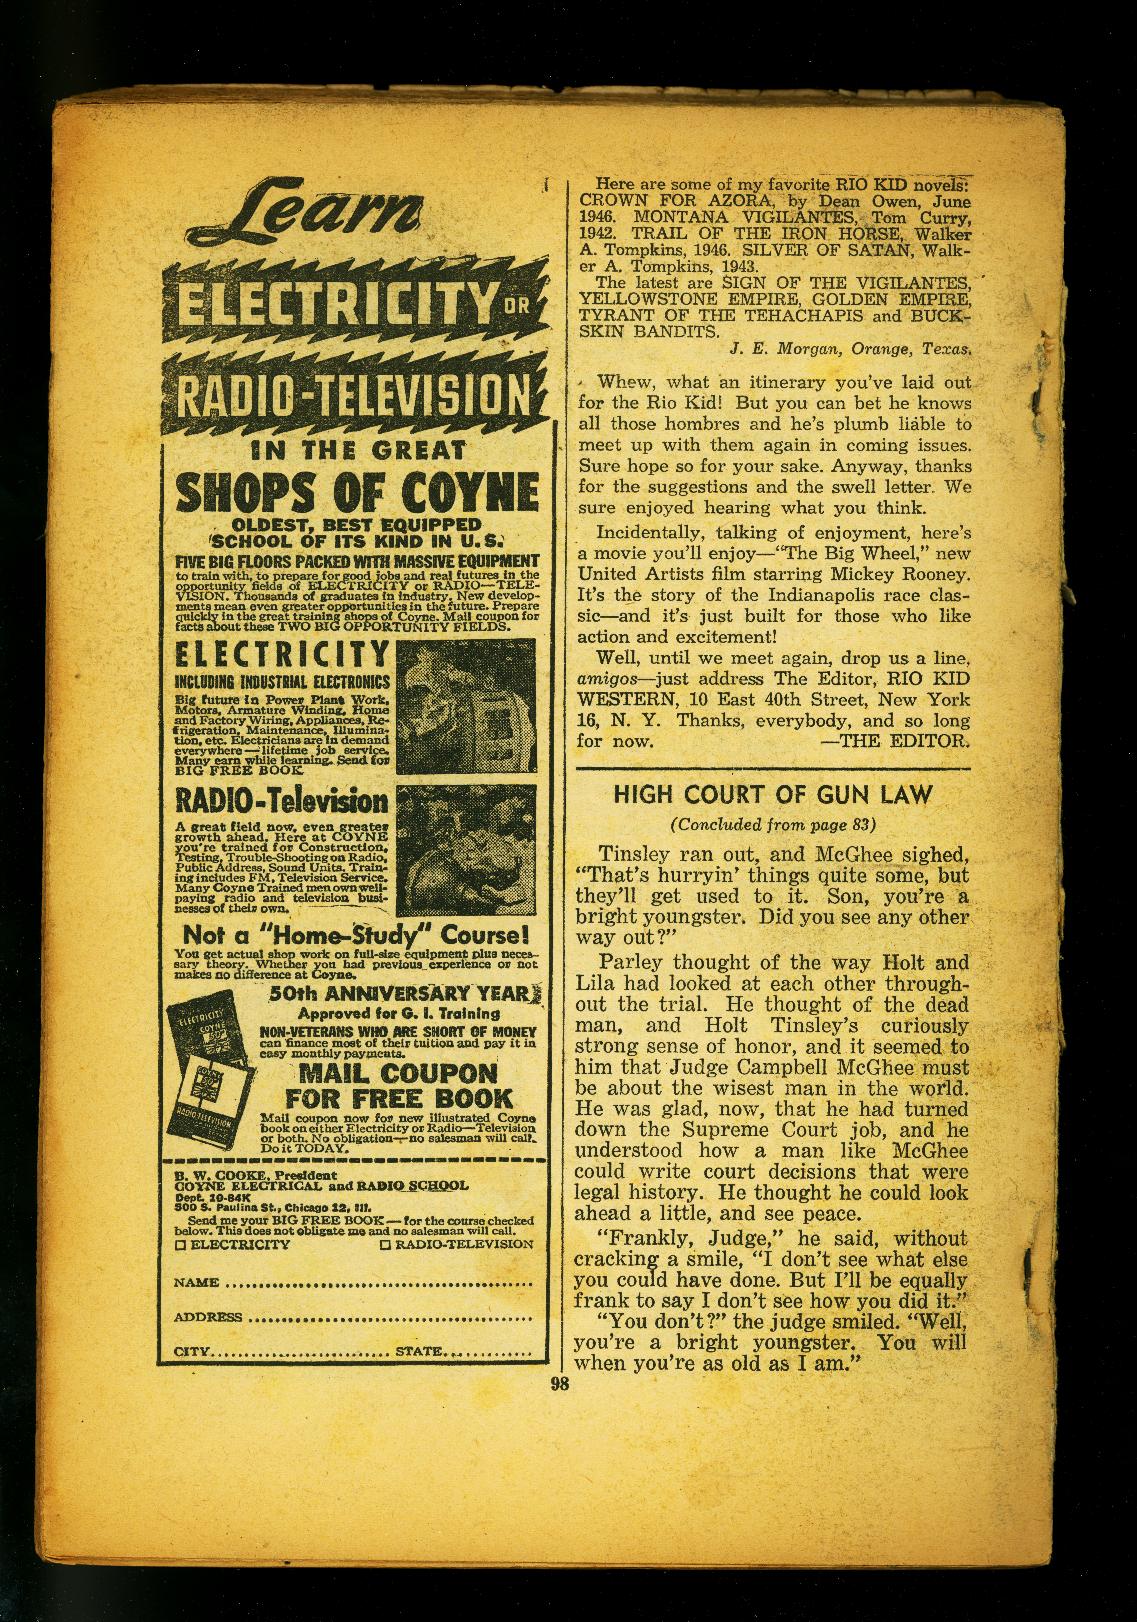 Learn
ELECTRICITY OR
RADIO-TELEVISION
IN THE GREAT
SHOPS OF COYNE
OLDEST, BEST EQUIPPED
SCHOOL OF ITS KIND IN U. S.
FIVE BIG FLOORS PACKED WITH MASSIVE EQUIPMENT
to train with, to prepare for good jobs and real futures in the
opportunity fields of ELECTRICITY or RADIO—TELE-
VISION. Thousands of graduates in industry. New develop-
ments mean even greater opportunities in the future. Prepare
quickly in the great training shops of Coyne. Mail coupon for
facts about these TWO BIG OPPORTUNITY FIELDS.
ELECTRICITY
INCLUDING INDUSTRIAL ELECTRONICS
Big future in Power Plant Work,
Motors, Armature Winding, Home
and Factory Wiring, Appliances, Re-
frigeration, Maintenance, Illumina-
tion, etc. Electricians are in demand
everywhere—lifetime job service.
Many earn while learning. Send for
BIG FREE BOOK
RADIO-Television
A great field now, even greater
growth ahead. Here at COYNE
you're trained for Construction,
Testing, Trouble-Shooting on Radio,
Public Address, Sound Units. Train-
ing includes FM, Television Service.
Many Coyne Trained men own well-
paying radio and television busi-
nesses of their own.
Not a "Home-Study" Course!
You get actual shop work on full-size equipment plus neces-
sary theory. Whether you had previous experience or not
makes no difference at Coyne.
50th ANNIVERSARY YEAR
Approved for G. I. Training
NON-VETERANS WHO ARE SHORT OF MONEY
can finance most of their tuition and pay it in
easy monthly payments.
ELECTRICITY
COYNE
RADIO-TELEVISION
MAIL COUPON
FOR FREE BOOK
Mail coupon now for new illustrated Coyne
book on either Electricity or Radio—Television
or both. No obligation—no salesman will call.
Do it TODAY.
B. W. COOKE, President
COYNE ELECTRICAL and RADIO SCHOOL
Dept. 10-84K
500 S. Paulina St., Chicago 12, Ill.
Send me your BIG FREE BOOK—for the course checked
below. This does not obligate me and no salesman will call.
☐ ELECTRICITY ☐ RADIO-TELEVISION
NAME
ADDRESS
CITY STATE
Here are some of my favorite RIO KID novels:
CROWN FOR AZORA, by Dean Owen, June
1946. MONTANA VIGILANTES, Tom Curry,
1942. TRAIL OF THE IRON HORSE, Walker
A. Tompkins, 1946. SILVER OF SATAN, Walk-
er A. Tompkins, 1943.
The latest are SIGN OF THE VIGILANTES,
YELLOWSTONE EMPIRE, GOLDEN EMPIRE,
TYRANT OF THE TEHACHAPIS and BUCK-
SKIN BANDITS.
J. E. Morgan, Orange, Texas.
Whew, what an itinerary you've laid out
for the Rio Kid! But you can bet he knows
all those hombres and he's plumb liable to
meet up with them again in coming issues.
Sure hope so for your sake. Anyway, thanks
for the suggestions and the swell letter. We
sure enjoyed hearing what you think.
Incidentally, talking of enjoyment, here's
a movie you'll enjoy—"The Big Wheel," new
United Artists film starring Mickey Rooney.
It's the story of the Indianapolis race clas-
sic—and it's just built for those who like
action and excitement!
Well, until we meet again, drop us a line,
amigos—just address The Editor, RIO KID
WESTERN, 10 East 40th Street, New York
16, N. Y. Thanks, everybody, and so long
for now. —THE EDITOR.
HIGH COURT OF GUN LAW
(Concluded from page 83)
Tinsley ran out, and McGhee sighed,
"That's hurryin' things quite some, but
they'll get used to it. Son, you're a
bright youngster. Did you see any other
way out?"
Parley thought of the way Holt and
Lila had looked at each other through-
out the trial. He thought of the dead
man, and Holt Tinsley's curiously
strong sense of honor, and it seemed to
him that Judge Campbell McGhee must
be about the wisest man in the world.
He was glad, now, that he had turned
down the Supreme Court job, and he
understood how a man like McGhee
could write court decisions that were
legal history. He thought he could look
ahead a little, and see peace.
"Frankly, Judge," he said, without
cracking a smile, "I don't see what else
you could have done. But I'll be equally
frank to say I don't see how you did it."
"You don't?" the judge smiled. "Well,
you're a bright youngster. You will
when you're as old as I am."
98